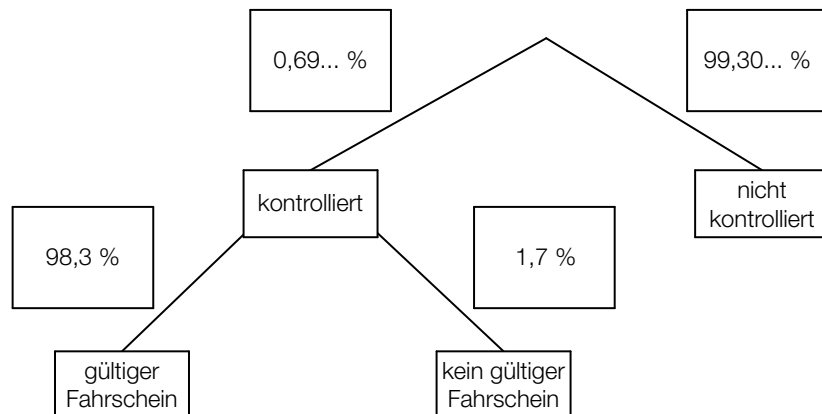 0,69... %
99,30... %
kontrolliert
nicht
kontrolliert
98,3 %
1,7 %
gültiger
Fahrschein
kein gültiger
Fahrschein